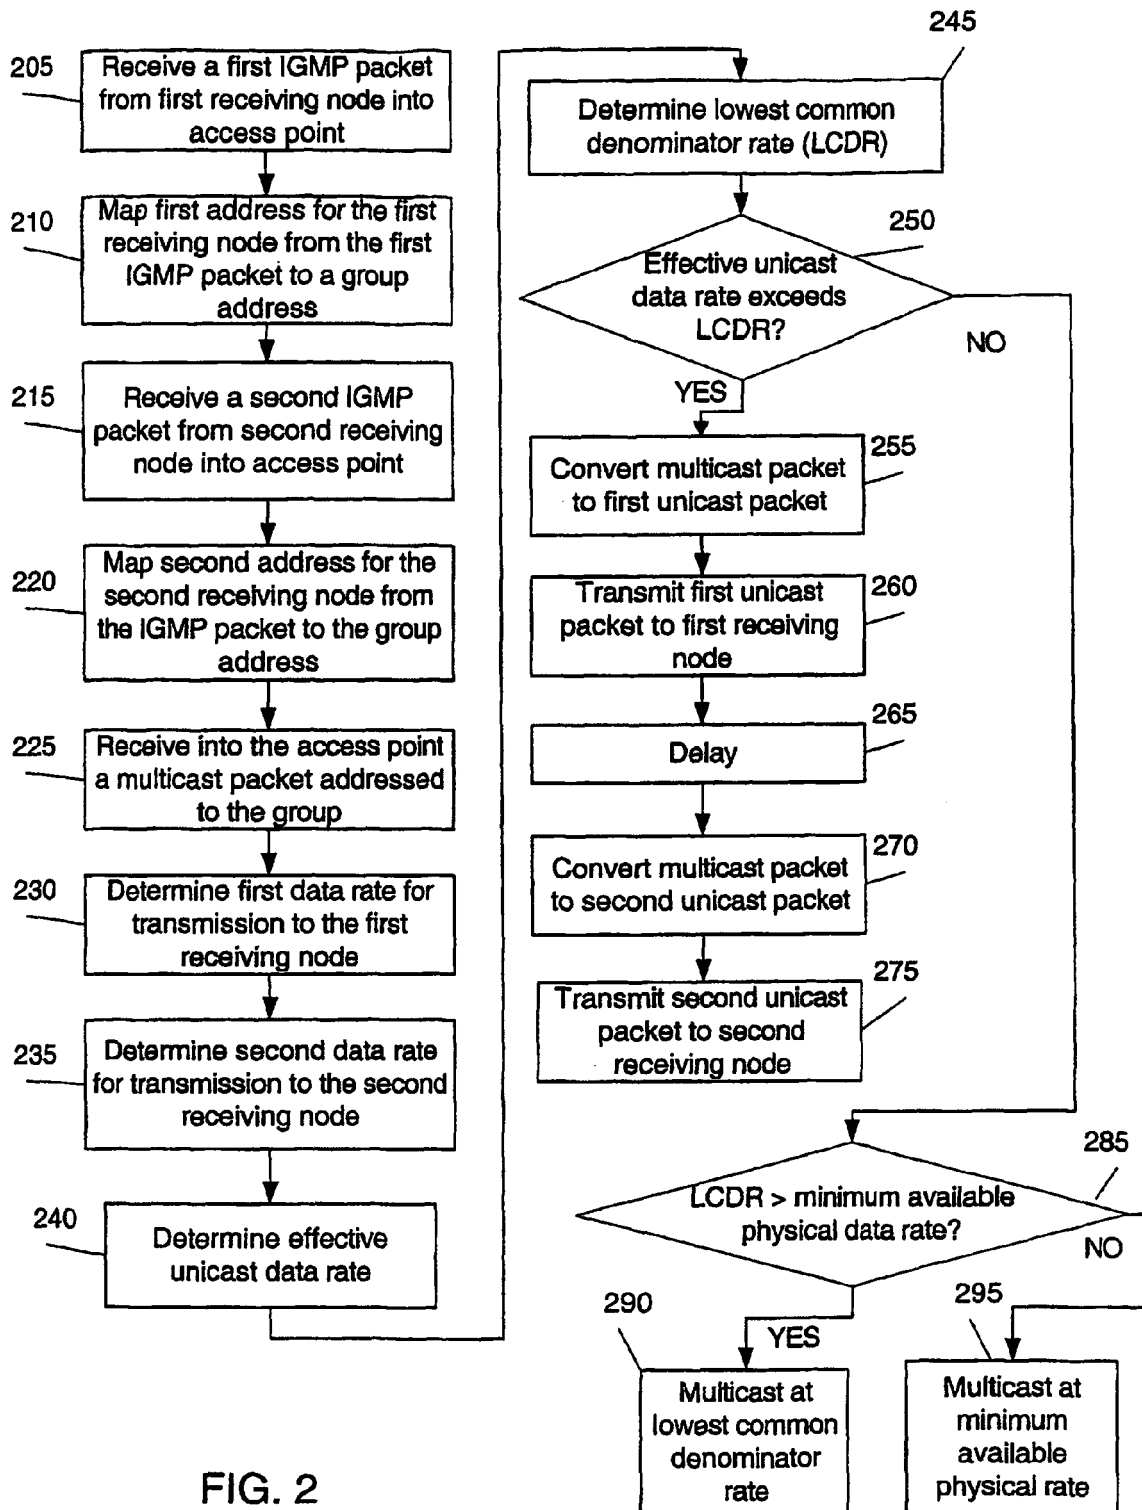 205
Receive a first IGMP packet
from first receiving node into
access point
210
Map first address for the first
receiving node from the first
IGMP packet to a group
address
215
Receive a second IGMP
packet from second receiving
node into access point
220
Map second address for the
second receiving node from
the IGMP packet to the group
address
225
Receive into the access point
a multicast packet addressed
to the group
230
Determine first data rate for
transmission to the first
receiving node
235
Determine second data rate
for transmission to the second
receiving node
240
Determine effective
unicast data rate
245
Determine lowest common
denominator rate (LCDR)
250
Effective unicast
data rate exceeds
LCDR?
NO
YES
255
Convert multicast packet
to first unicast packet
260
Transmit first unicast
packet to first receiving
node
265
Delay
270
Convert multicast packet
to second unicast packet
275
Transmit second unicast
packet to second
receiving node
285
LCDR > minimum available
physical data rate?
NO
YES
290
Multicast at
lowest common
denominator
rate
295
Multicast at
minimum
available
physical rate
FIG. 2